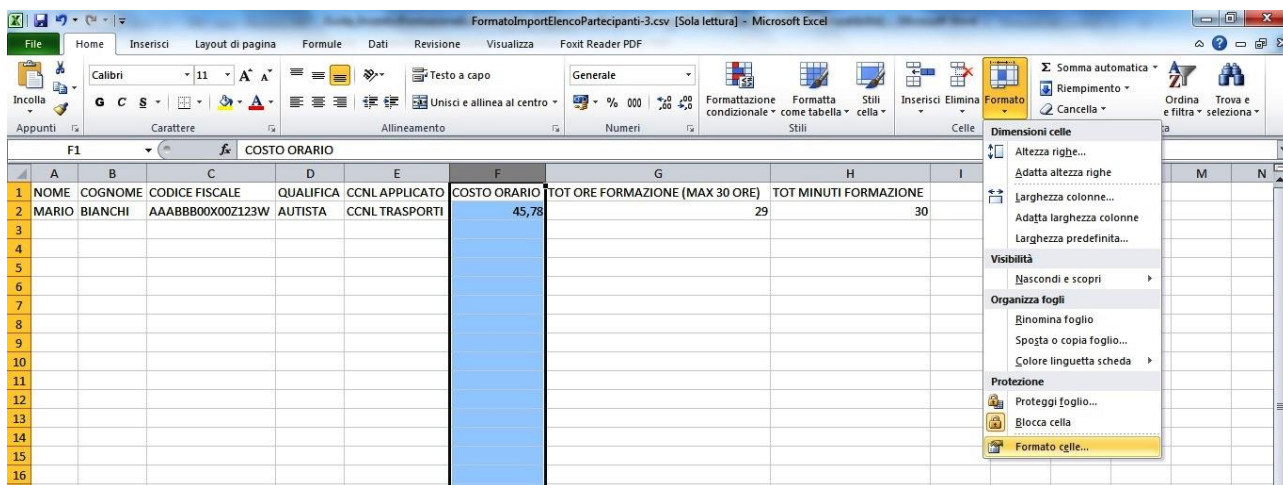 FormatoImportElencoPartecipanti-3.csv [Sola lettura] - Microsoft Excel
File Home Inserisci Layout di pagina Formule Dati Revisione Visualizza Foxit Reader PDF
Incolla
Appunti
Calibri 11 A A
G C S A
Carattere
Testo a capo
Unisci e allinea al centro
Allineamento
Generale
% 000
Numeri
Formattazione condizionale
Formatta come tabella
Stili cella
Stili
Inserisci Elimina Formato
Celle
Σ Somma automatica
Riempimento
Cancella
Ordina e filtra
Trova e seleziona
F1 fx COSTO ORARIO
A B C D E F G H I M N
1 NOME COGNOME CODICE FISCALE QUALIFICA CCNL APPLICATO COSTO ORARIO TOT ORE FORMAZIONE (MAX 30 ORE) TOT MINUTI FORMAZIONE
2 MARIO BIANCHI AAABBB00X00Z123W AUTISTA CCNL TRASPORTI 45,78 29 30
3
4
5
6
7
8
9
10
11
12
13
14
15
16
Dimensioni celle
Altezza righe...
Adatta altezza righe
Larghezza colonne...
Adatta larghezza colonne
Larghezza predefinita...
Visibilità
Nascondi e scopri
Organizza fogli
Rinomina foglio
Sposta o copia foglio...
Colore linguetta scheda
Protezione
Proteggi foglio...
Blocca cella
Formato celle...